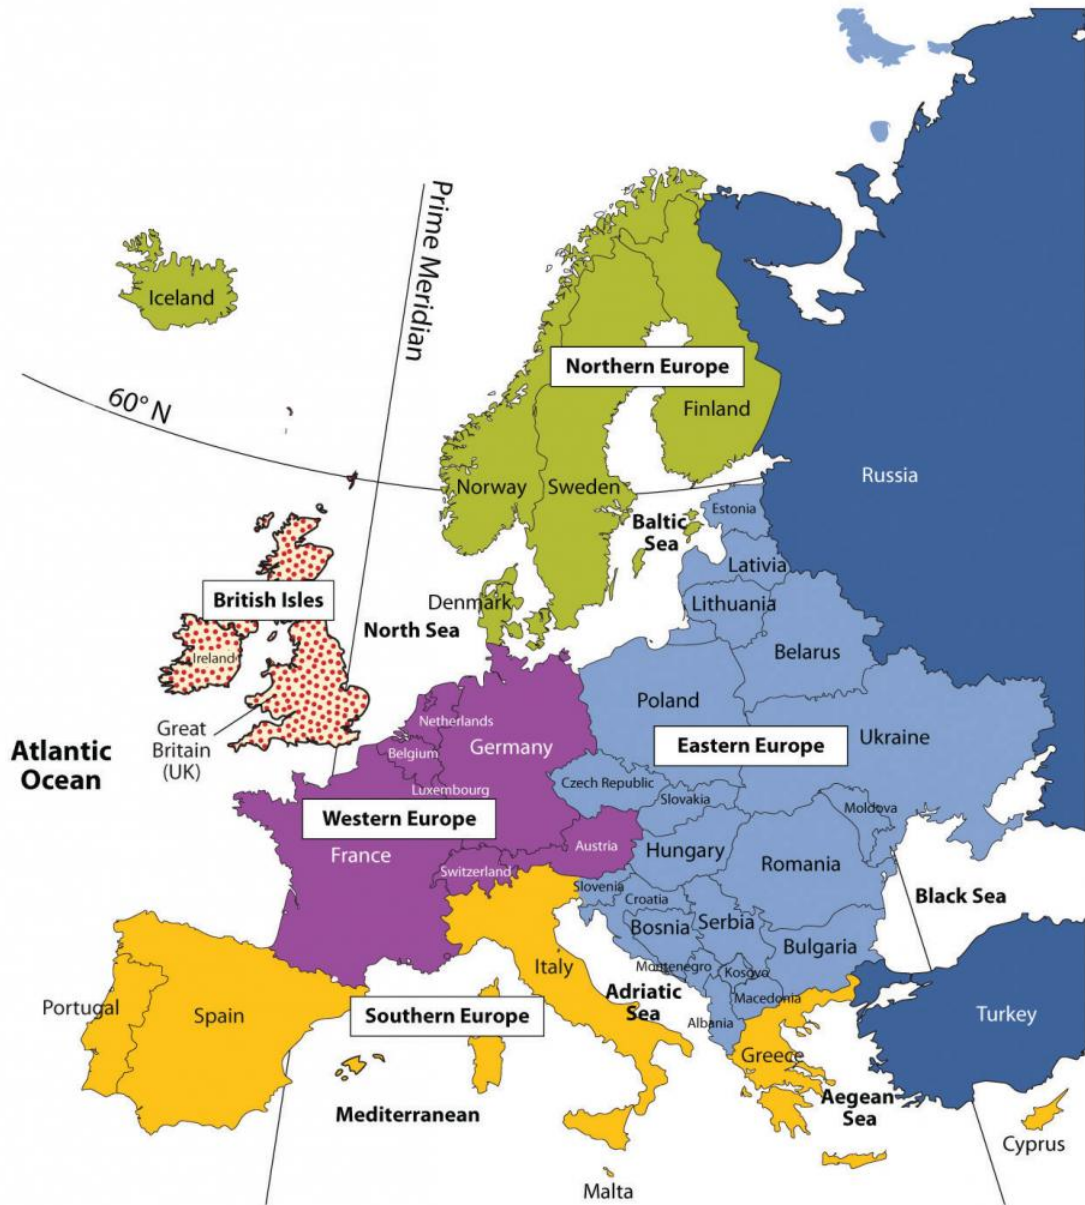 Prime Meridian
Iceland
60° N
Northern Europe
Finland
Russia
Norway
Sweden
Estonia
Baltic
Sea
Lativia
British Isles
Denmark
Lithuania
North Sea
Ireland
Belarus
Poland
Great
Britain
(UK)
Netherlands
Germany
Belgium
Eastern Europe
Ukraine
Atlantic
Ocean
Luxembourg
Czech Republic
Slovakia
Moldova
Western Europe
France
Austria
Hungary
Romania
Switzerland
Slovenia
Croatia
Black Sea
Bosnia
Serbia
Bulgaria
Italy
Montenegro
Kosovo
Adriatic
Sea
Macedonia
Portugal
Spain
Southern Europe
Albania
Turkey
Greece
Mediterranean
Aegean
Sea
Cyprus
Malta